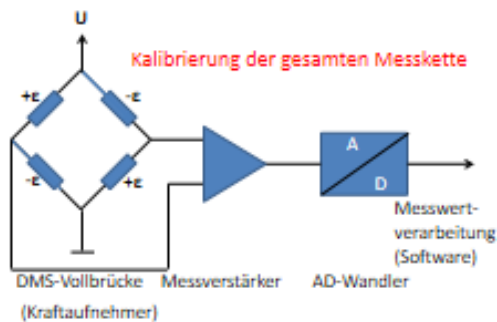 U
Kalibrierung der gesamten Messkette
+ε
-ε
-ε
+ε
A
D
Messwert-
verarbeitung
(Software)
DMS-Vollbrücke Messverstärker AD-Wandler
(Kraftaufnehmer)